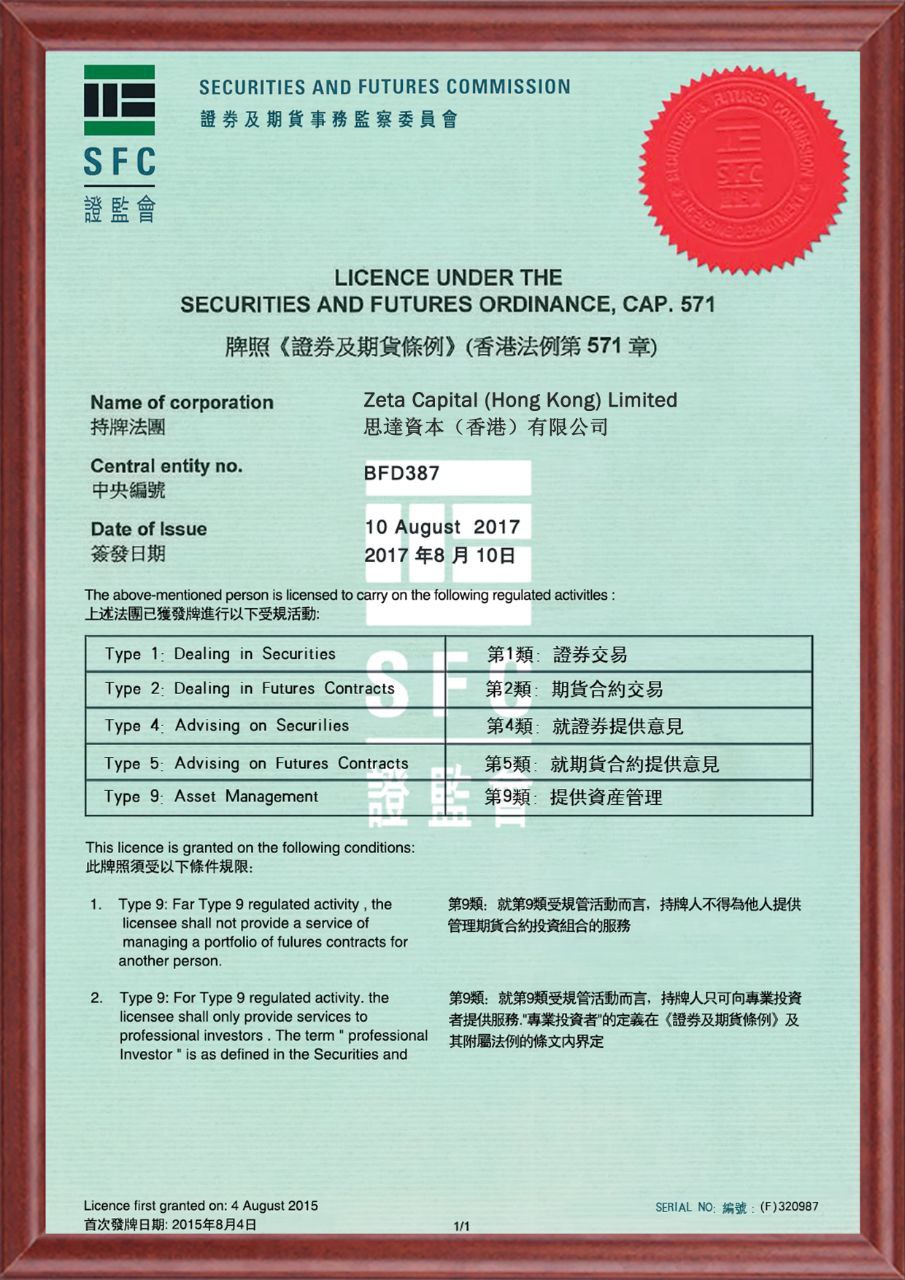 SECURITIES AND FUTURES COMMISSION
證券及期貨事務監察委員會
SFC
證監會
SECURITIES & FUTURES COMMISSION
SFC
LICENSING DEPARTMENT
LICENCE UNDER THE
SECURITIES AND FUTURES ORDINANCE, CAP. 571
牌照《證券及期貨條例》(香港法例第 571 章)
Name of corporation Zeta Capital (Hong Kong) Limited
持牌法團 思達資本（香港）有限公司
Central entity no. BFD387
中央編號
Date of Issue 10 August 2017
簽發日期 2017 年8 月 10日
The above-mentioned person is licensed to carry on the following regulated activitles :
上述法團已獲發牌進行以下受規活動:
Type 1: Dealing in Securities 第1類: 證券交易
Type 2: Dealing in Futures Contracts 第2類: 期貨合約交易
Type 4: Advising on Securilies 第4類: 就證券提供意見
Type 5: Advising on Futures Contracts 第5類: 就期貨合約提供意見
Type 9: Asset Management 第9類: 提供資産管理
SFC
證監會
This licence is granted on the following conditions:
此牌照須受以下條件規限:
1. Type 9: Far Type 9 regulated activity , the
licensee shall not provide a service of
managing a portfolio of fulures contracts for
another person.
第9類: 就第9類受規管活動而言, 持牌人不得為他人提供
管理期貨合約投資組合的服務
2. Type 9: For Type 9 regulated activity. the
licensee shall only provide services to
professional investors . The term " professional
Investor " is as defined in the Securities and
第9類: 就第9類受規管活動而言, 持牌人只可向專業投資
者提供服務."專業投資者"的定義在《證券及期貨條例》及
其附屬法例的條文内界定
Licence first granted on: 4 August 2015
首次發牌日期: 2015年8月4日
1/1
SERIAL NO: 編號 : (F)320987